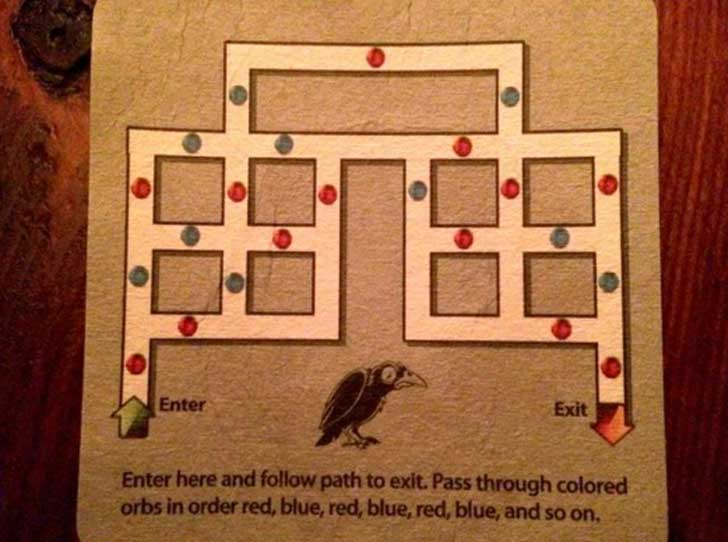 Enter
Exit
Enter here and follow path to exit. Pass through colored
orbs in order red, blue, red, blue, red, blue, and so on.